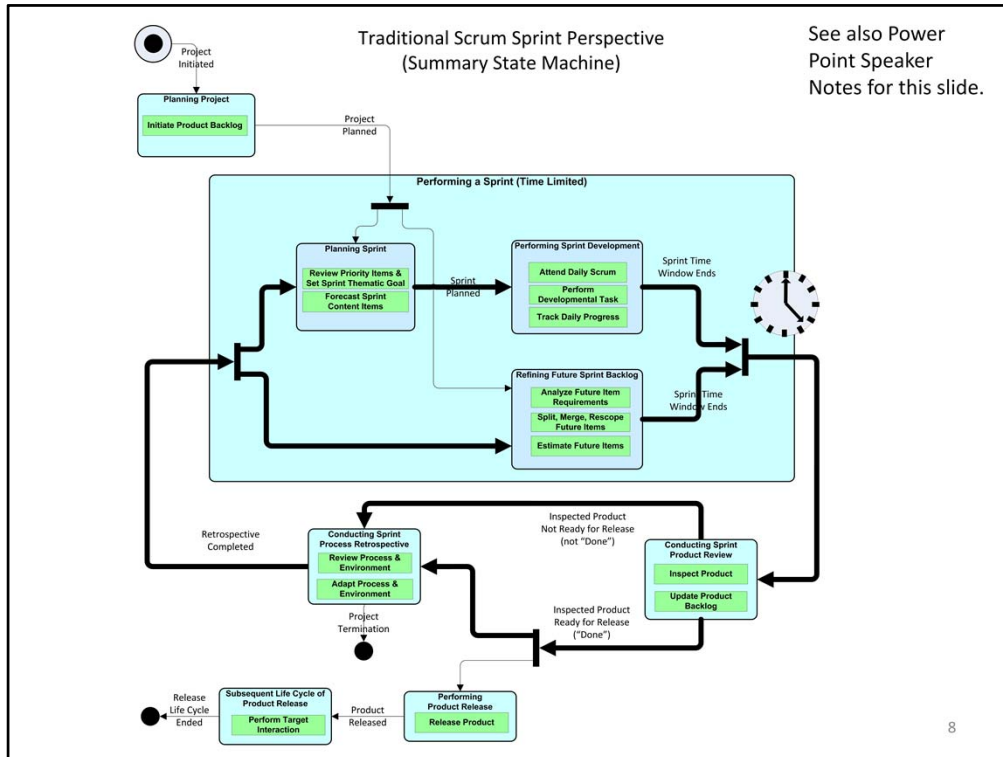 Traditional Scrum Sprint Perspective
(Summary State Machine)
See also Power
Point Speaker
Notes for this slide.
Project
Initiated
Planning Project
Initiate Product Backlog
Project
Planned
Performing a Sprint (Time Limited)
Planning Sprint
Review Priority Items &
Set Sprint Thematic Goal
Forecast Sprint
Content Items
Sprint
Planned
Performing Sprint Development
Attend Daily Scrum
Perform
Developmental Task
Track Daily Progress
Sprint Time
Window Ends
Refining Future Sprint Backlog
Analyze Future Item
Requirements
Split, Merge, Rescope
Future Items
Estimate Future Items
Sprint Time
Window Ends
Retrospective
Completed
Conducting Sprint
Process Retrospective
Review Process &
Environment
Adapt Process &
Environment
Project
Termination
Inspected Product
Not Ready for Release
(not "Done")
Conducting Sprint
Product Review
Inspect Product
Update Product
Backlog
Inspected Product
Ready for Release
("Done")
Release
Life Cycle
Ended
Subsequent Life Cycle of
Product Release
Perform Target
Interaction
Product
Released
Performing
Product Release
Release Product
8